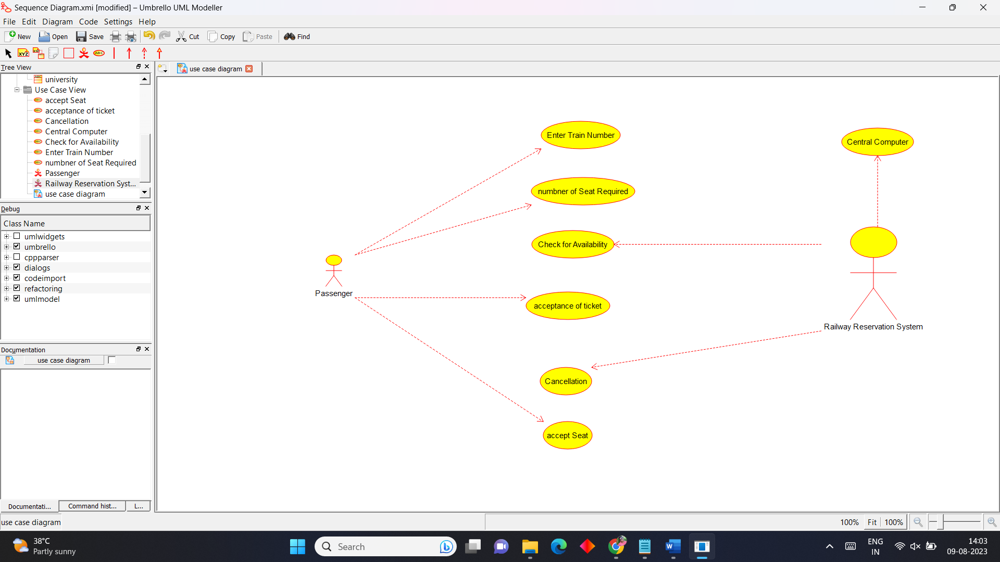 Sequence Diagram.xmi [modified] – Umbrello UML Modeller
File Edit Diagram Code Settings Help
New Open Save Cut Copy Paste Find
XYZ XYZ ABC
Tree View
university
Use Case View
accept Seat
acceptance of ticket
Cancellation
Central Computer
Check for Availability
Enter Train Number
numbner of Seat Required
Passenger
Railway Reservation Syst...
use case diagram
Debug
Class Name
umlwidgets
umbrello
cppparser
dialogs
codeimport
refactoring
umlmodel
Documentation
use case diagram
Documentati... Command hist... L...
use case diagram
use case diagram
Enter Train Number
Central Computer
numbner of Seat Required
Check for Availability
Passenger
acceptance of ticket
Railway Reservation System
Cancellation
accept Seat
100% Fit 100%
38°C
Partly sunny
Search
ENG
IN
14:03
09-08-2023